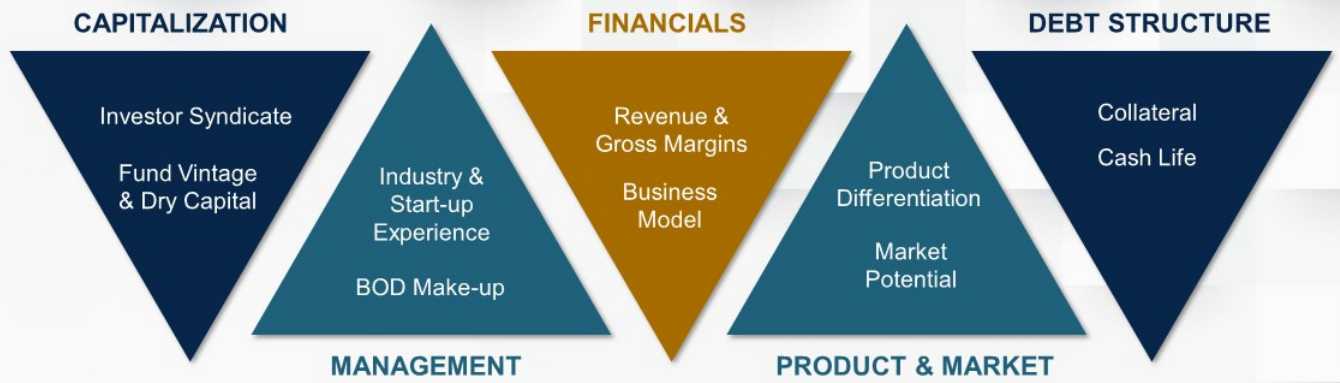 CAPITALIZATION
Investor Syndicate
Fund Vintage
& Dry Capital
Industry &
Start-up
Experience
BOD Make-up
MANAGEMENT
FINANCIALS
Revenue &
Gross Margins
Business
Model
Product
Differentiation
Market
Potential
PRODUCT & MARKET
DEBT STRUCTURE
Collateral
Cash Life